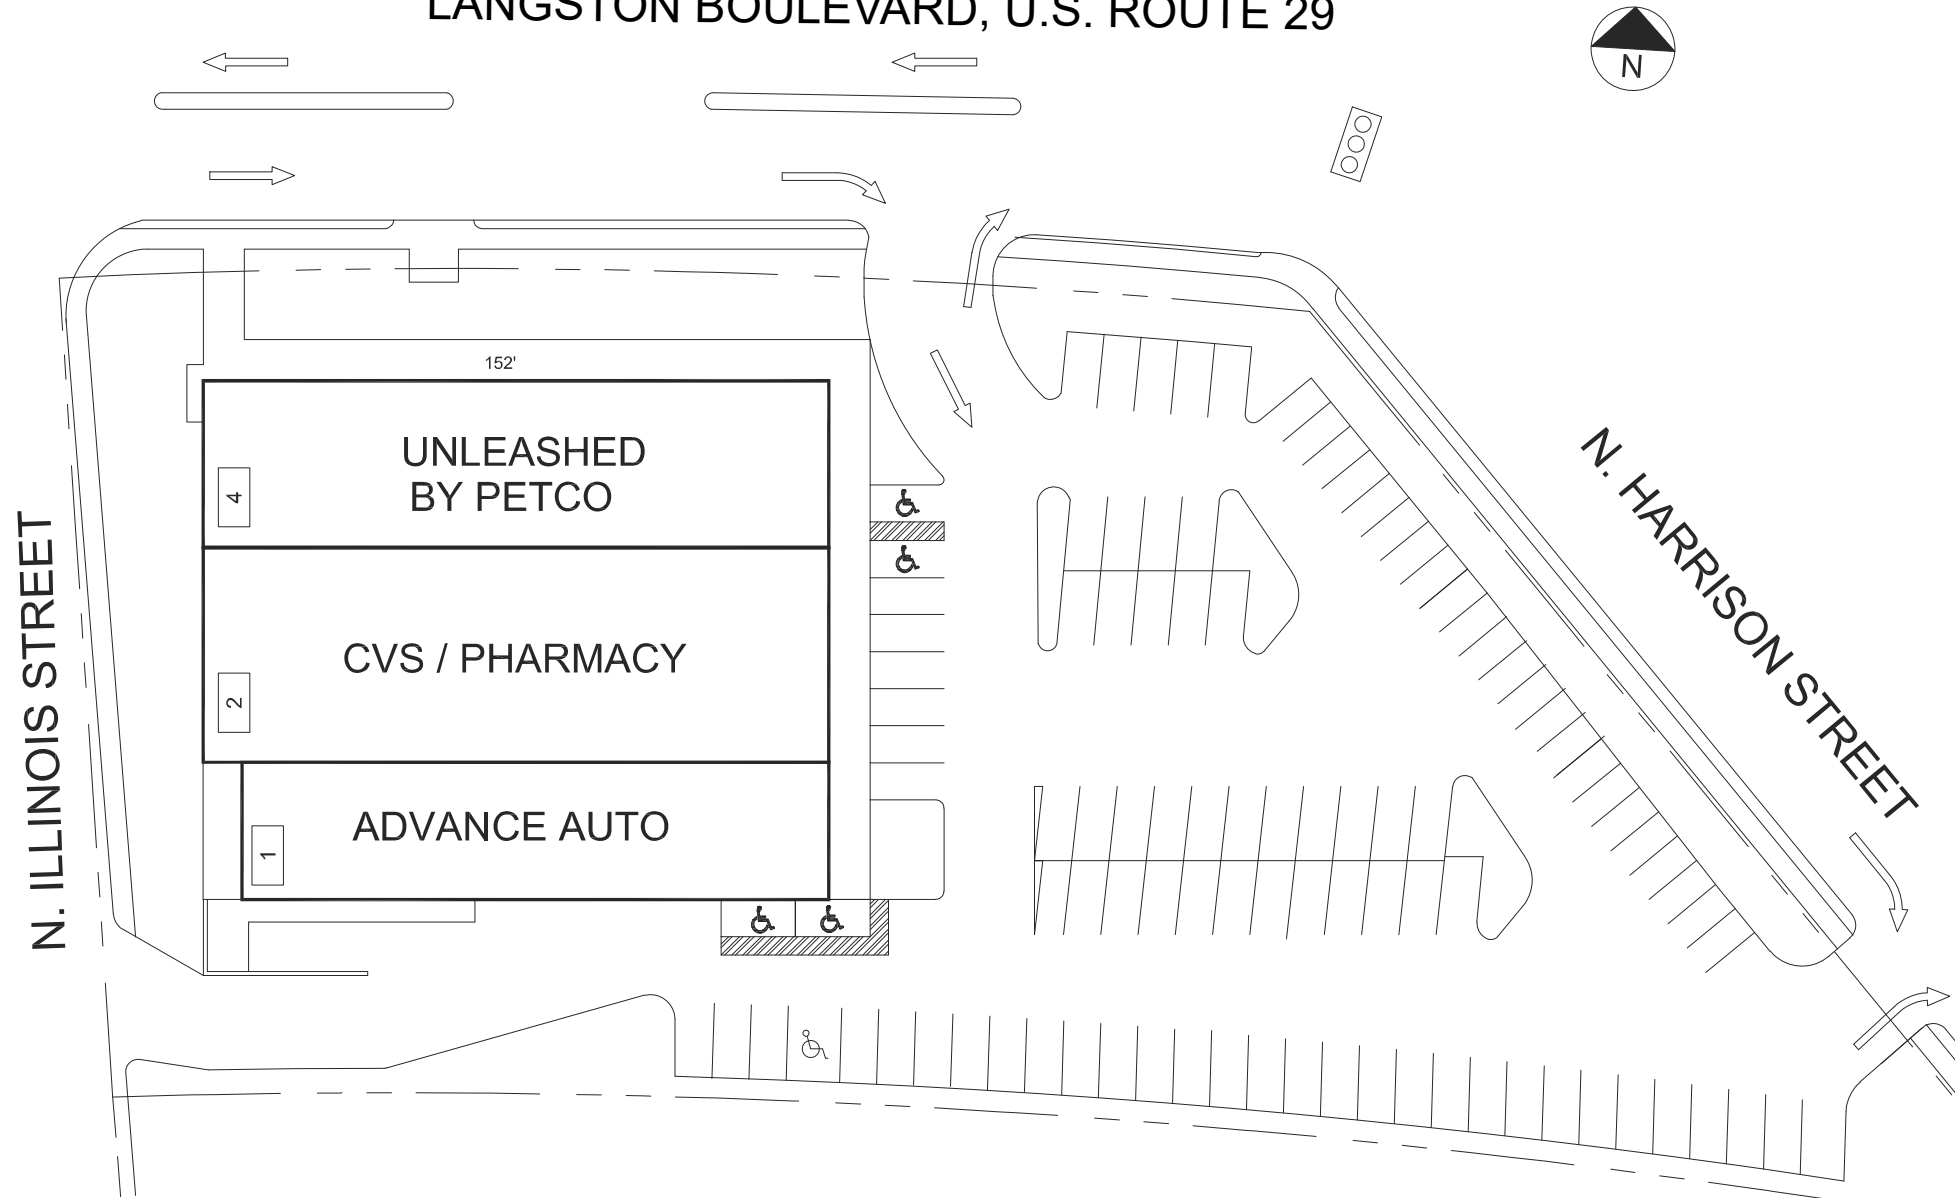 LANGSTON BOULEVARD, U.S. ROUTE 29
N
152'
UNLEASHED
BY PETCO
4
CVS / PHARMACY
2
ADVANCE AUTO
1
N. ILLINOIS STREET
N. HARRISON STREET